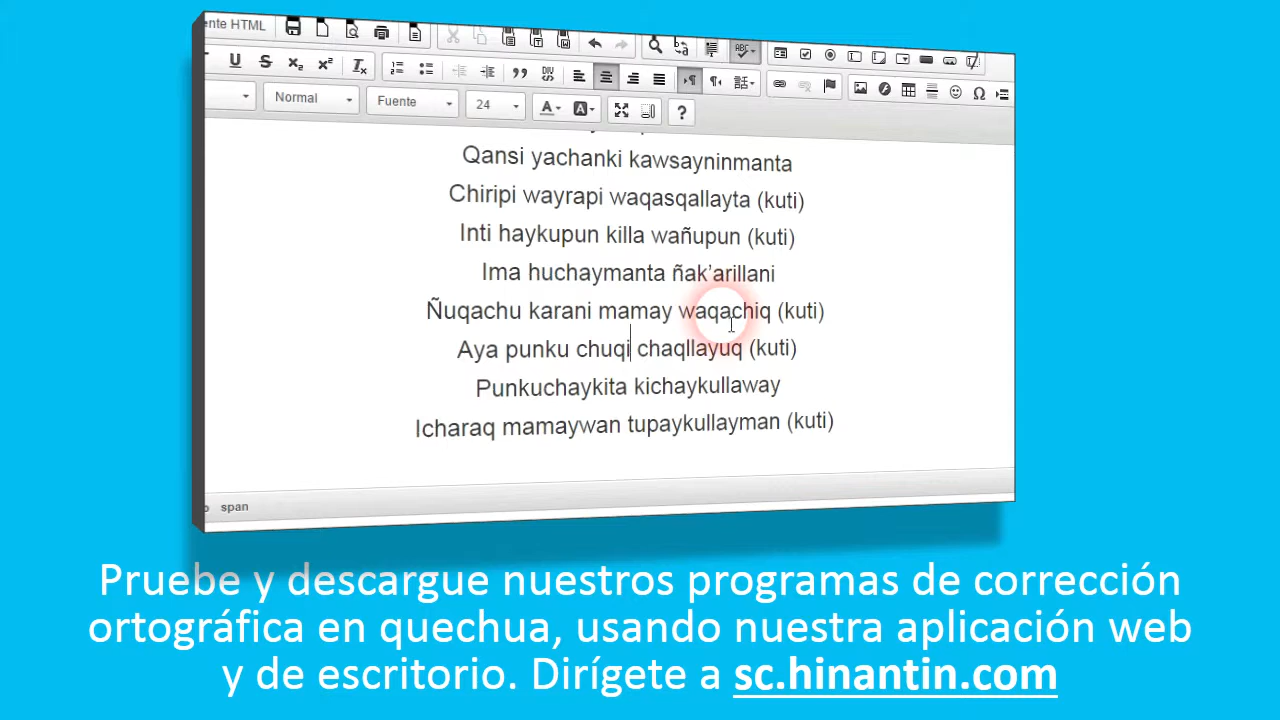 ente HTML
Normal Fuente 24
Qansi yachanki kawsayninmanta
Chiripi wayrapi waqasqallayta (kuti)
Inti haykupun killa wañupun (kuti)
Ima huchaymanta ñak'arillani
Ñuqachu karani mamay waqachiq (kuti)
Aya punku chuqi chaqllayuq (kuti)
Punkuchaykita kichaykullaway
Icharaq mamaywan tupaykullayman (kuti)
span
Pruebe y descargue nuestros programas de corrección
ortográfica en quechua, usando nuestra aplicación web
y de escritorio. Dirígete a sc.hinantin.com